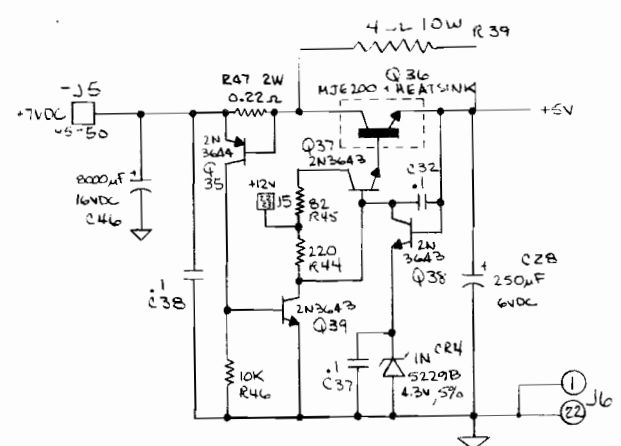 4 Ω 10W R39
Q36
MJE200 + HEATSINK
R47 2W
0.22Ω
-J5
+7VDC
+5V
2N
3644
Q
35
Q37
2N3643
C32
.1
8000µF
16VDC
C46
+
+12V
J5
82
R45
220
R44
2N
3643
Q38
C28
250µF
6VDC
+
.1
C38
2N3643
Q39
10K
R46
.1
C37
1N CR4
5229B
4.3V, 5%
1
22
J6